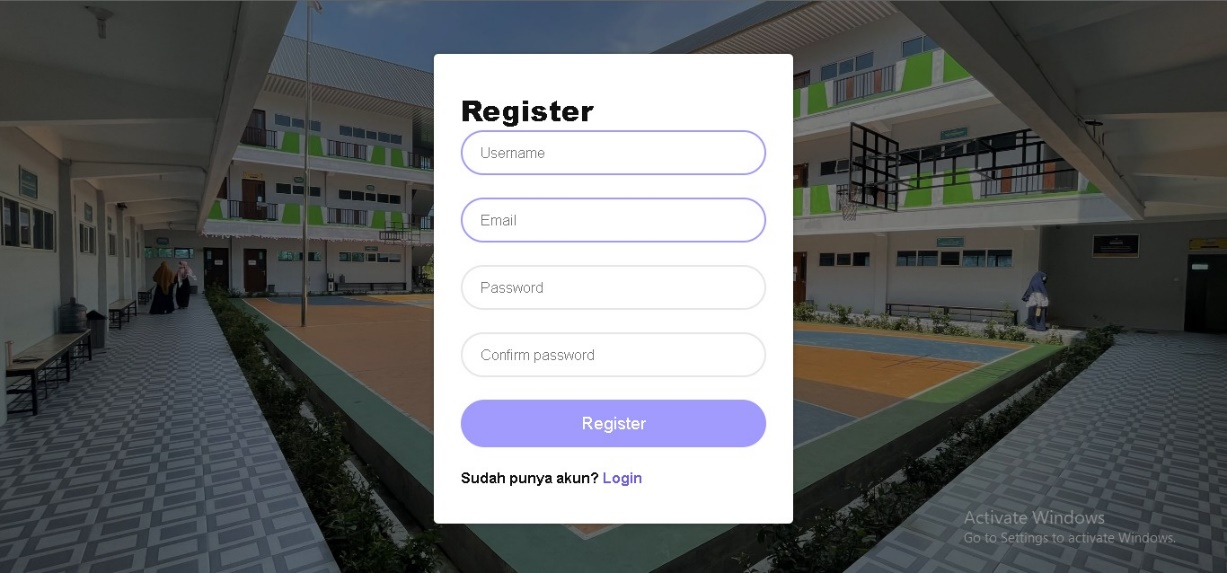 Register
Username
Email
Password
Confirm password
Register
Sudah punya akun? Login
Activate Windows
Go to Settings to activate Windows.